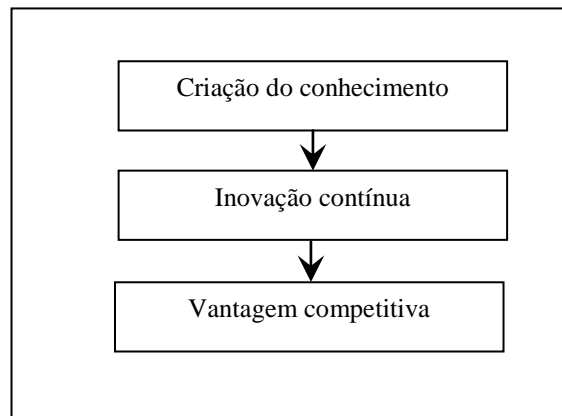 Criação do conhecimento
Inovação contínua
Vantagem competitiva